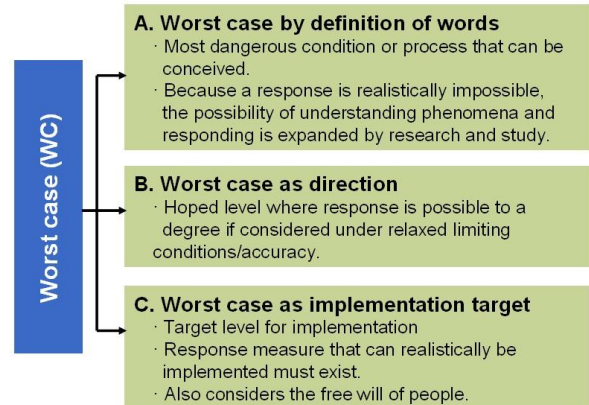 Worst case (WC)
A. Worst case by definition of words
· Most dangerous condition or process that can be
conceived.
· Because a response is realistically impossible,
the possibility of understanding phenomena and
responding is expanded by research and study.
B. Worst case as direction
· Hoped level where response is possible to a
degree if considered under relaxed limiting
conditions/accuracy.
C. Worst case as implementation target
· Target level for implementation
· Response measure that can realistically be
implemented must exist.
· Also considers the free will of people.